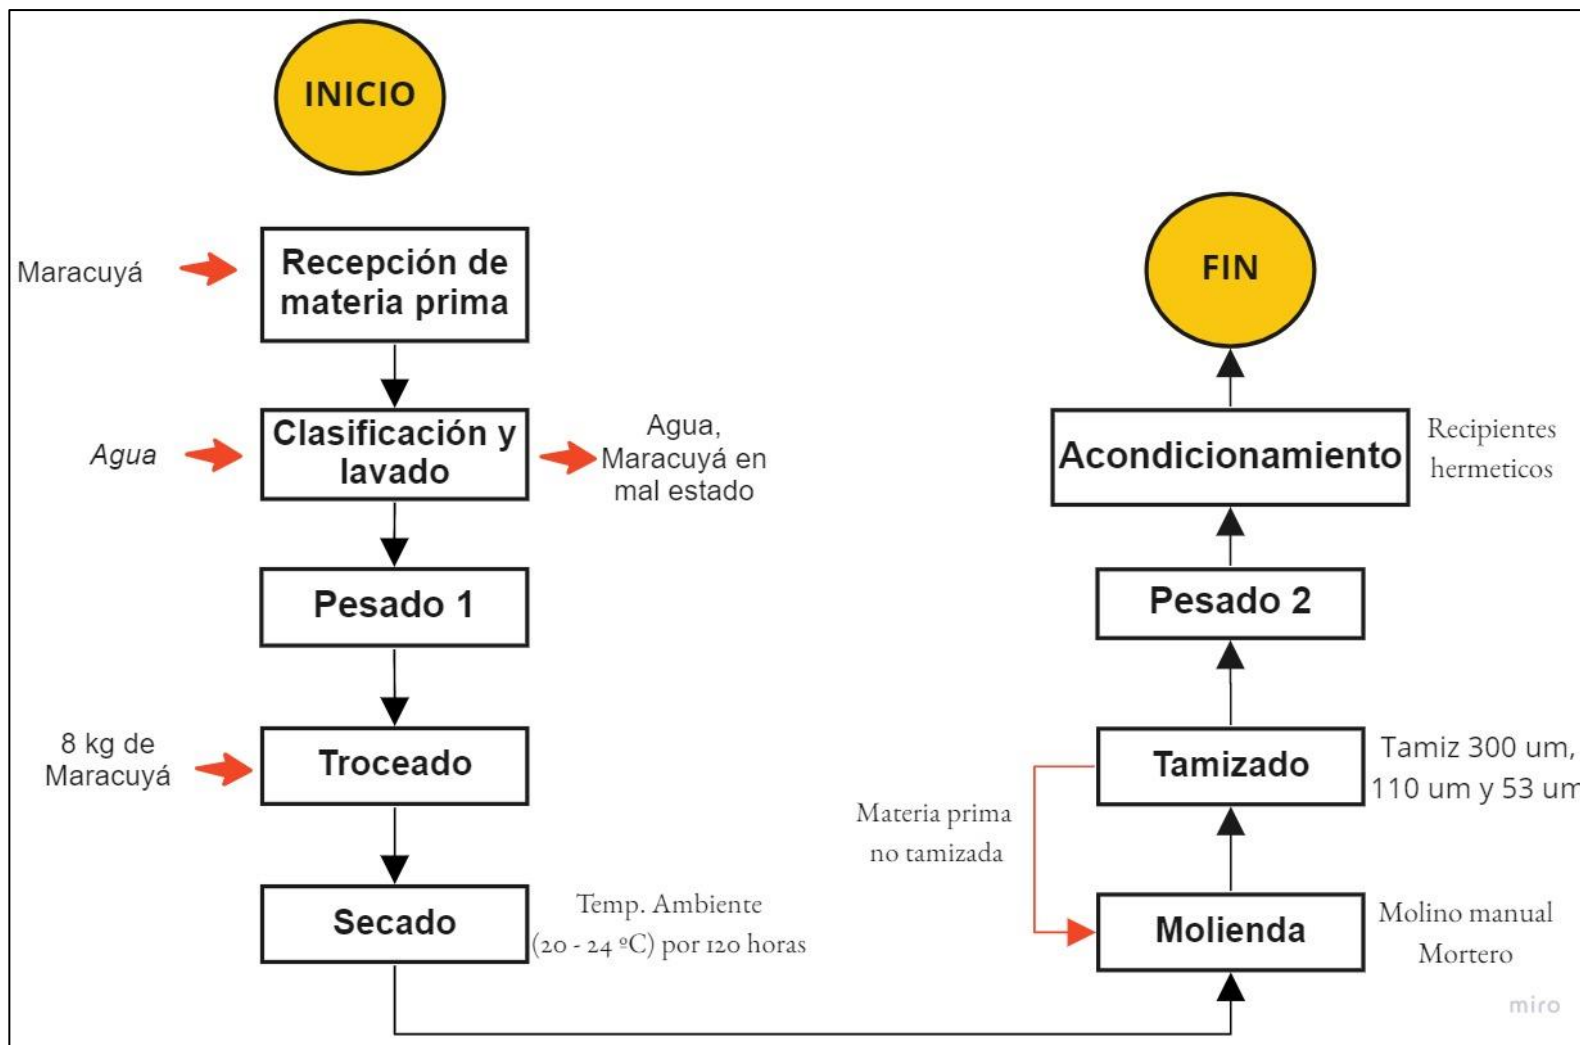 INICIO
Maracuyá
Recepción de
materia prima
Agua
Clasificación y
lavado
Agua,
Maracuyá en
mal estado
Pesado 1
8 kg de
Maracuyá
Troceado
Secado
Temp. Ambiente
(20 - 24 ºC) por 120 horas
FIN
Acondicionamiento
Recipientes
hermeticos
Pesado 2
Tamizado
Tamiz 300 um,
110 um y 53 um
Materia prima
no tamizada
Molienda
Molino manual
Mortero
miro